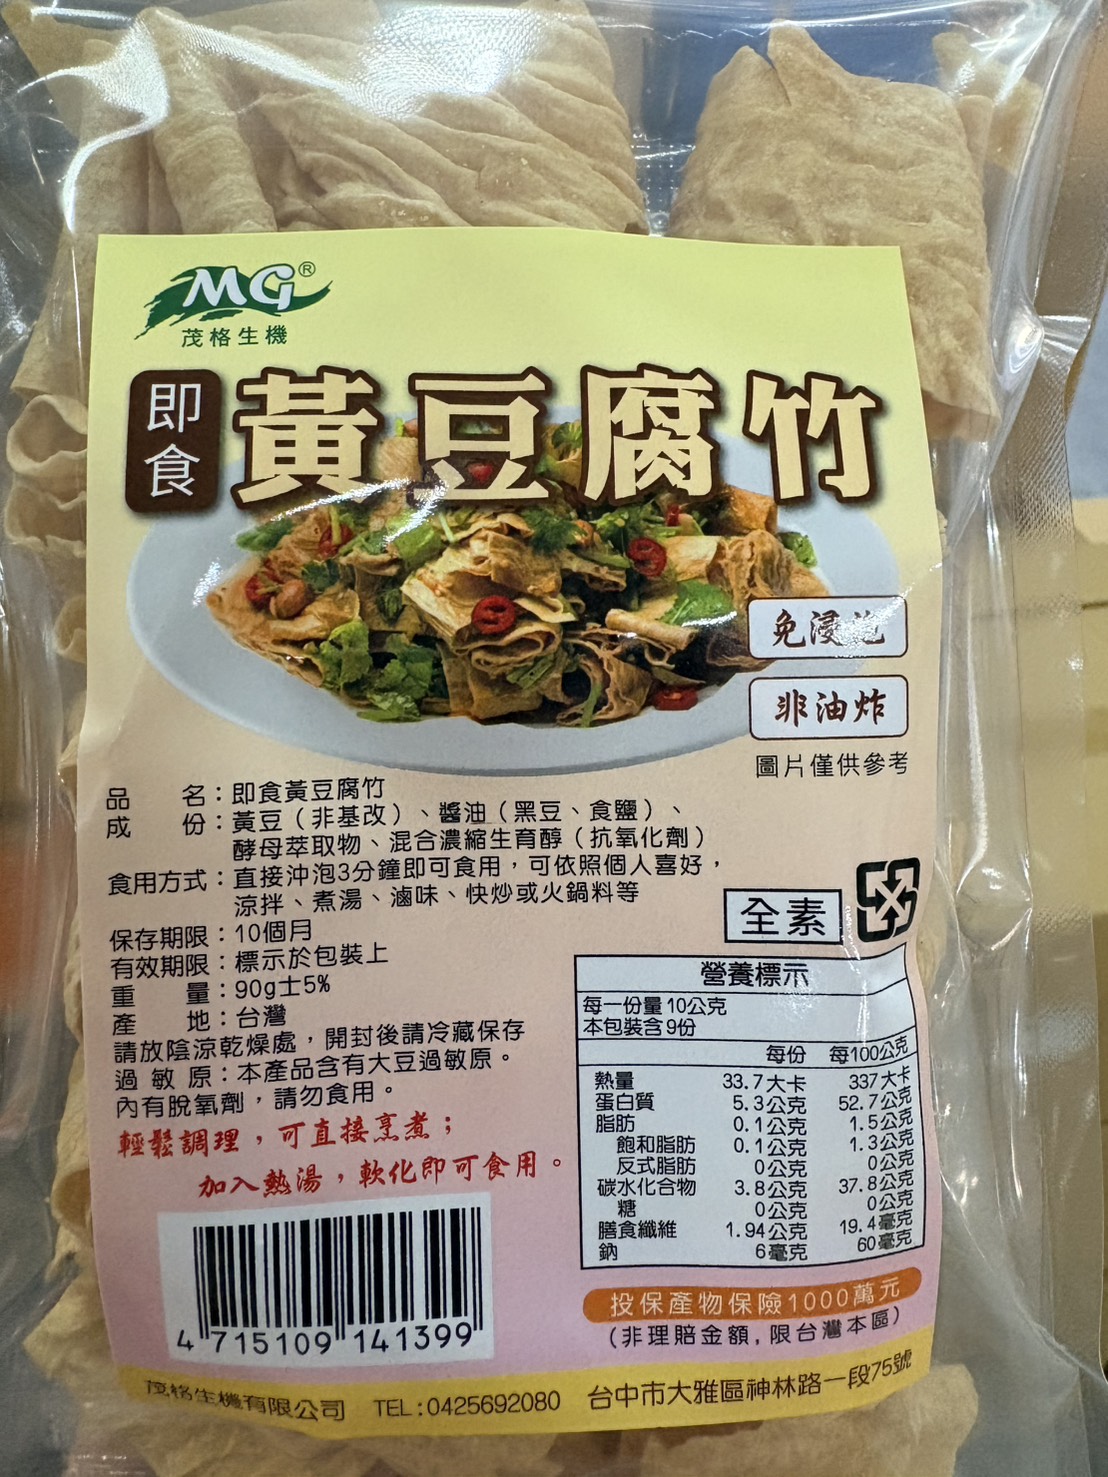 MG®
茂格生機
即食
黃豆腐竹
免浸泡
非油炸
圖片僅供參考
品名：即食黃豆腐竹
成份：黃豆（非基改）、醬油（黑豆、食鹽）、
酵母萃取物、混合濃縮生育醇（抗氧化劑）
食用方式：直接沖泡3分鐘即可食用，可依照個人喜好，
涼拌、煮湯、滷味、快炒或火鍋料等
保存期限：10個月
有效期限：標示於包裝上
重量：90g±5%
產地：台灣
請放陰涼乾燥處，開封後請冷藏保存
過敏原：本產品含有大豆過敏原。
內有脫氧劑，請勿食用。
輕鬆調理，可直接烹煮；
加入熱湯，軟化即可食用。
全素
營養標示
每一份量 10公克
本包裝含 9份
每份 每100公克
熱量 33.7大卡 337大卡
蛋白質 5.3公克 52.7公克
脂肪 0.1公克 1.5公克
飽和脂肪 0.1公克 1.3公克
反式脂肪 0公克 0公克
碳水化合物 3.8公克 37.8公克
糖 0公克 0公克
膳食纖維 1.94公克 19.4毫克
鈉 6毫克 60毫克
投保產物保險1000萬元
（非理賠金額，限台灣本區）
4 715109 141399
茂格生機有限公司 TEL:0425692080 台中市大雅區神林路一段75號